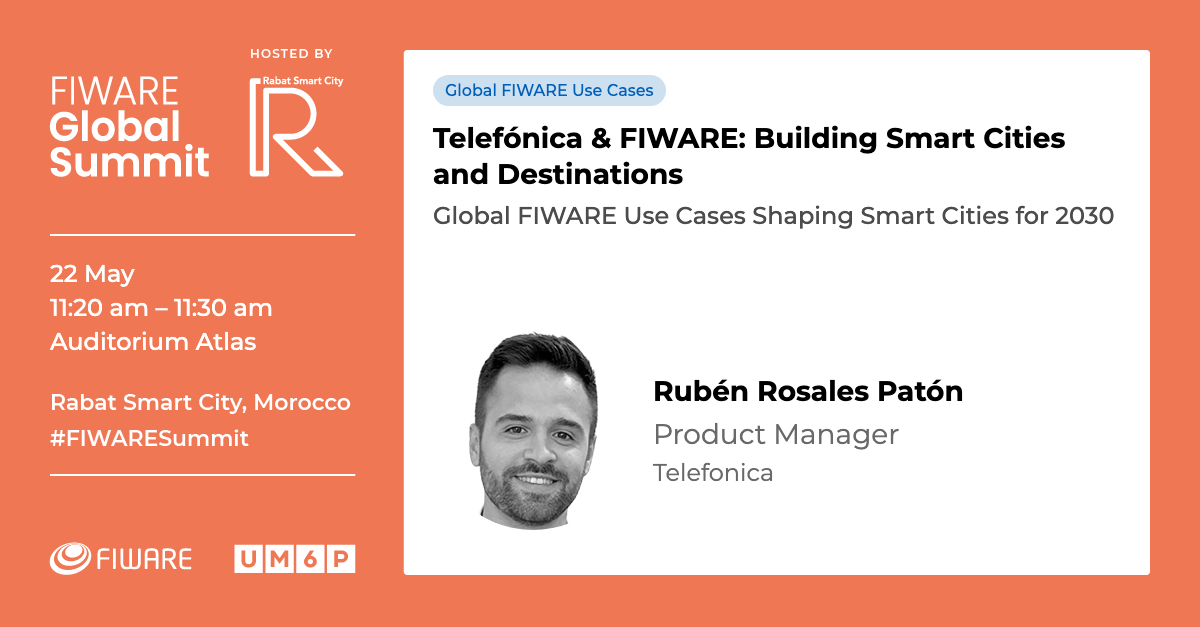 FIWARE
Global
Summit
HOSTED BY
Rabat Smart City
R
22 May
11:20 am – 11:30 am
Auditorium Atlas
Rabat Smart City, Morocco
#FIWARESummit
FIWARE
UM6P
Global FIWARE Use Cases
Telefónica & FIWARE: Building Smart Cities
and Destinations
Global FIWARE Use Cases Shaping Smart Cities for 2030
Rubén Rosales Patón
Product Manager
Telefonica